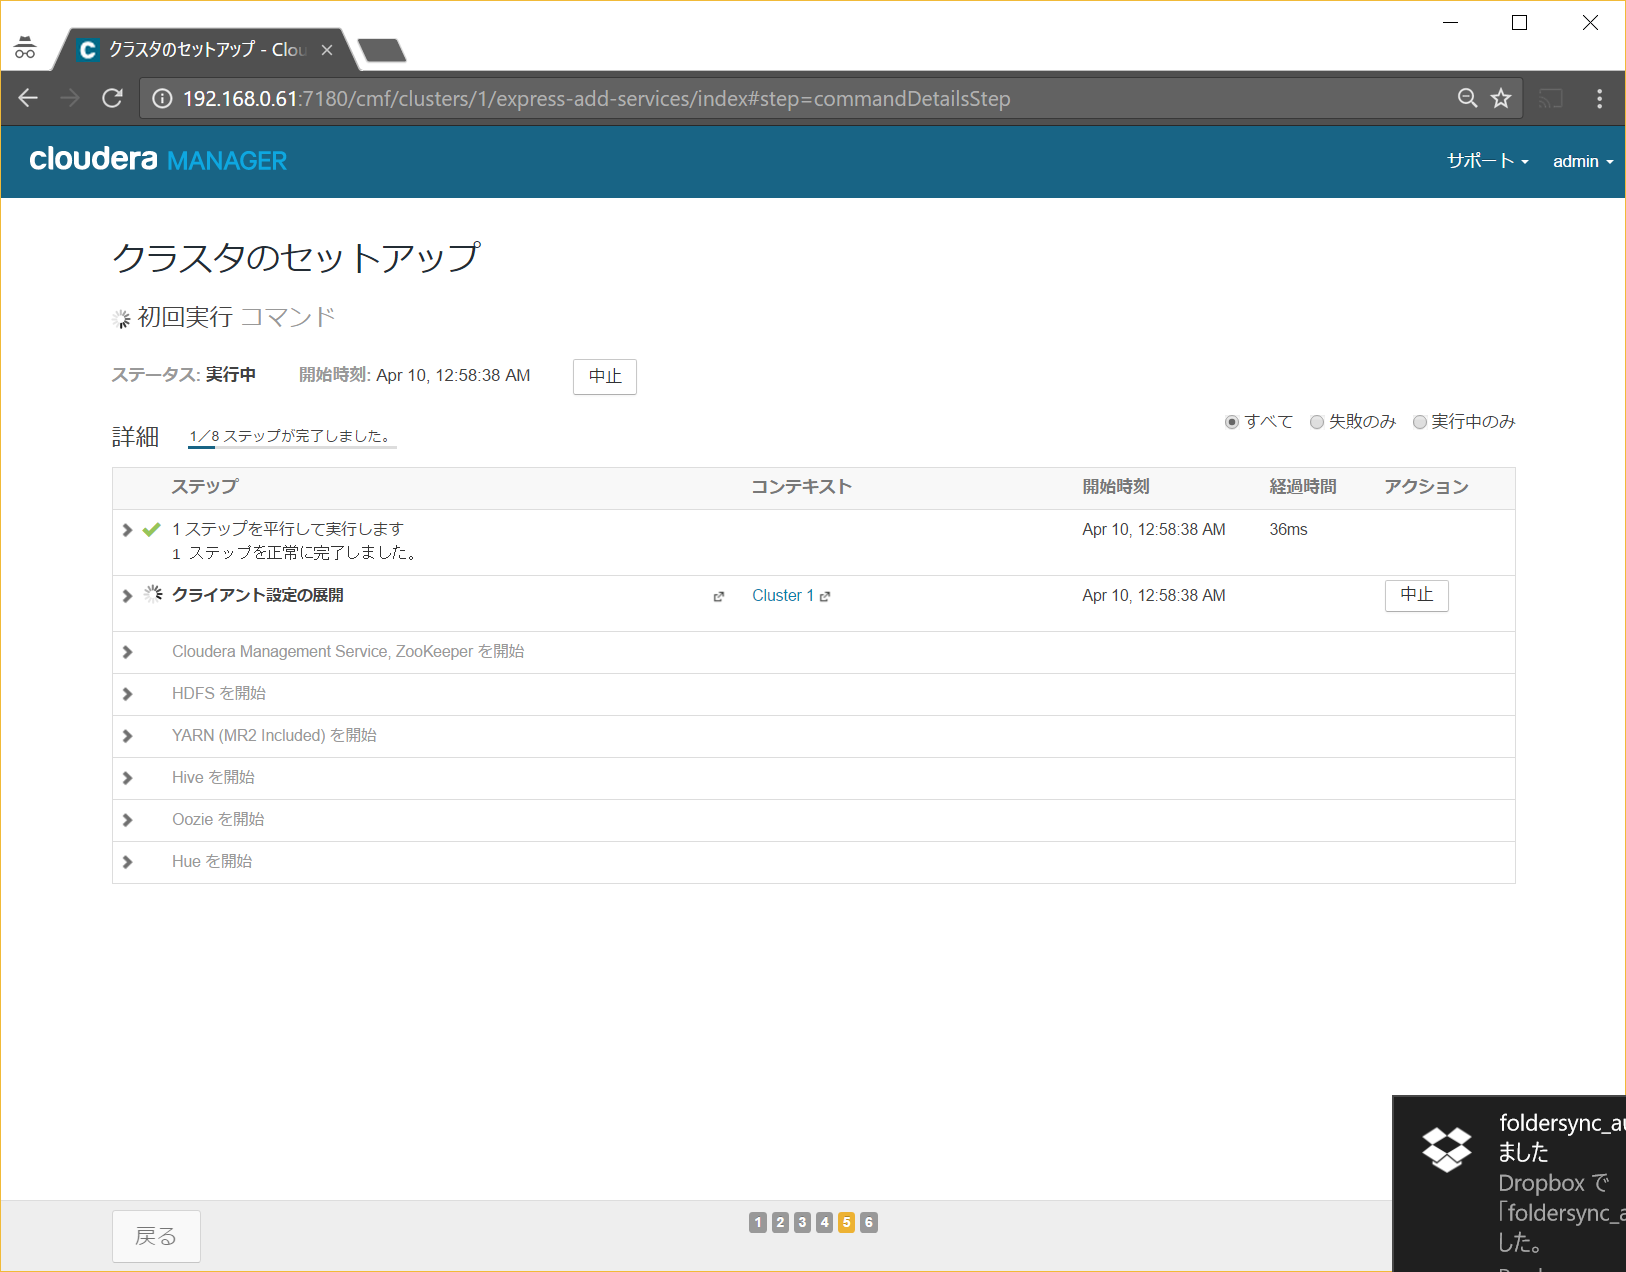 クラスタのセットアップ - Clou
192.168.0.61:7180/cmf/clusters/1/express-add-services/index#step=commandDetailsStep
cloudera MANAGER
サポート
admin
クラスタのセットアップ
初回実行 コマンド
ステータス: 実行中
開始時刻: Apr 10, 12:58:38 AM
中止
詳細
1／8 ステップが完了しました。
すべて
失敗のみ
実行中のみ
ステップ
コンテキスト
開始時刻
経過時間
アクション
1 ステップを平行して実行します
Apr 10, 12:58:38 AM
36ms
1 ステップを正常に完了しました。
クライアント設定の展開
Cluster 1
Apr 10, 12:58:38 AM
中止
Cloudera Management Service, ZooKeeper を開始
HDFS を開始
YARN (MR2 Included) を開始
Hive を開始
Oozie を開始
Hue を開始
戻る
1 2 3 4 5 6
foldersync_au
ました
Dropbox で
「foldersync_a
した。